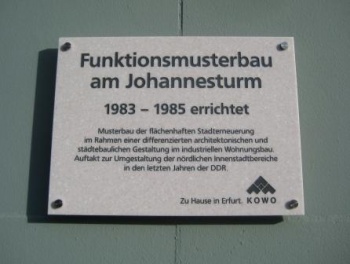 Funktionsmusterbau
am Johannesturm
1983 – 1985 errichtet
Musterbau der flächenhaften Stadterneuerung
im Rahmen einer differenzierten architektonischen und
städtebaulichen Gestaltung im industriellen Wohnungsbau.
Auftakt zur Umgestaltung der nördlichen Innenstadtbereiche
in den letzten Jahren der DDR.
Zu Hause in Erfurt. KOWO